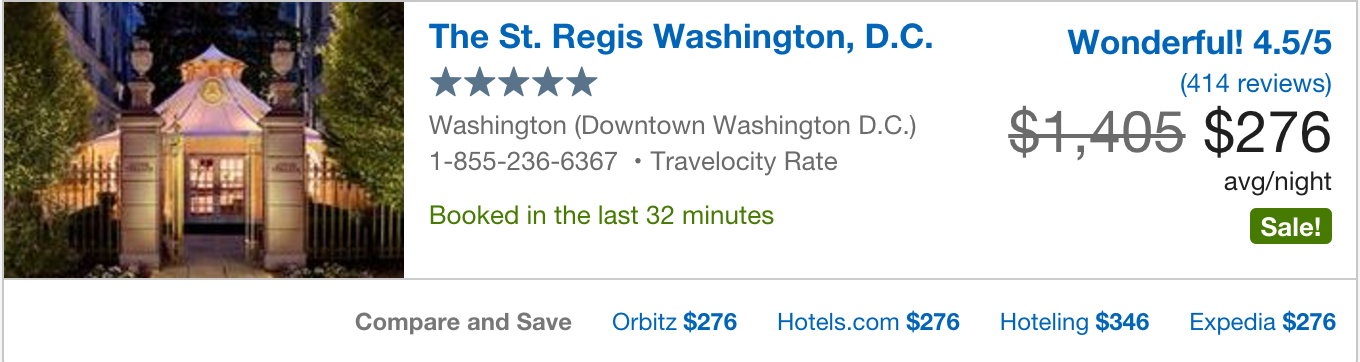 The St. Regis Washington, D.C.
Washington (Downtown Washington D.C.)
1-855-236-6367 • Travelocity Rate
Booked in the last 32 minutes
Wonderful! 4.5/5
(414 reviews)
$1,405 $276
avg/night
Sale!
Compare and Save Orbitz $276 Hotels.com $276 Hoteling $346 Expedia $276